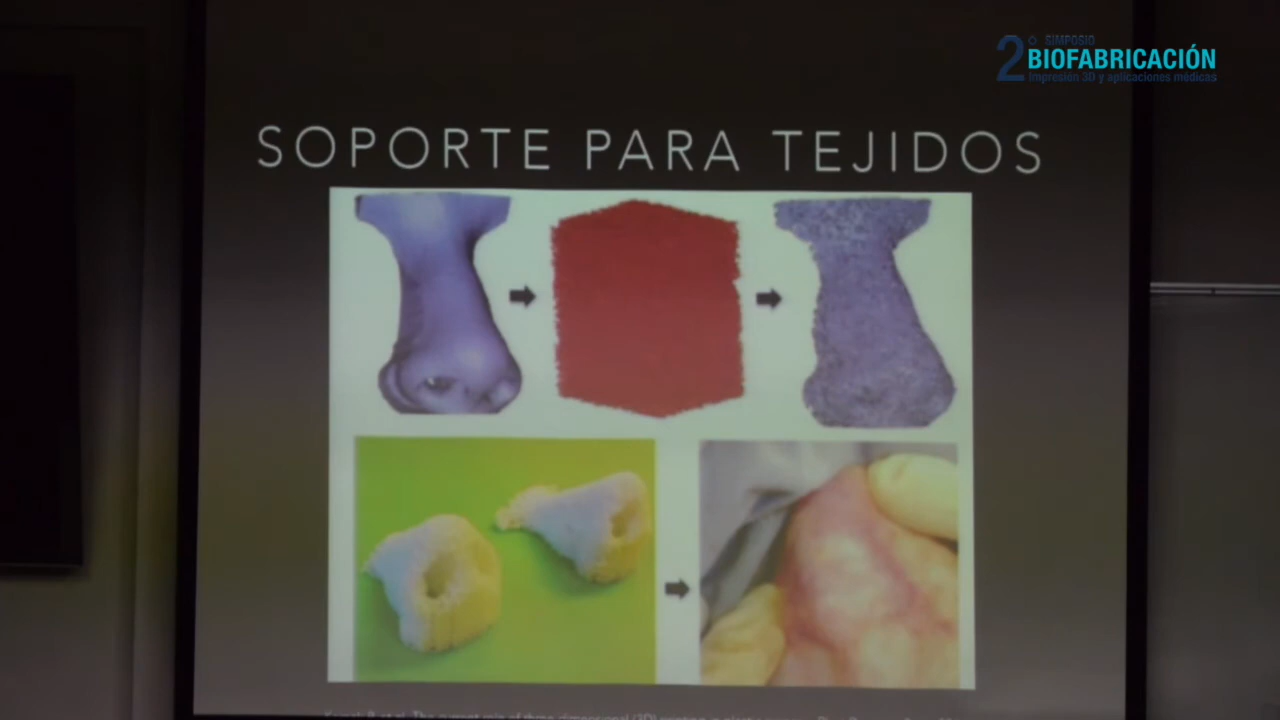 2° SIMPOSIO
BIOFABRICACIÓN
Impresión 3D y aplicaciones médicas
SOPORTE PARA TEJIDOS